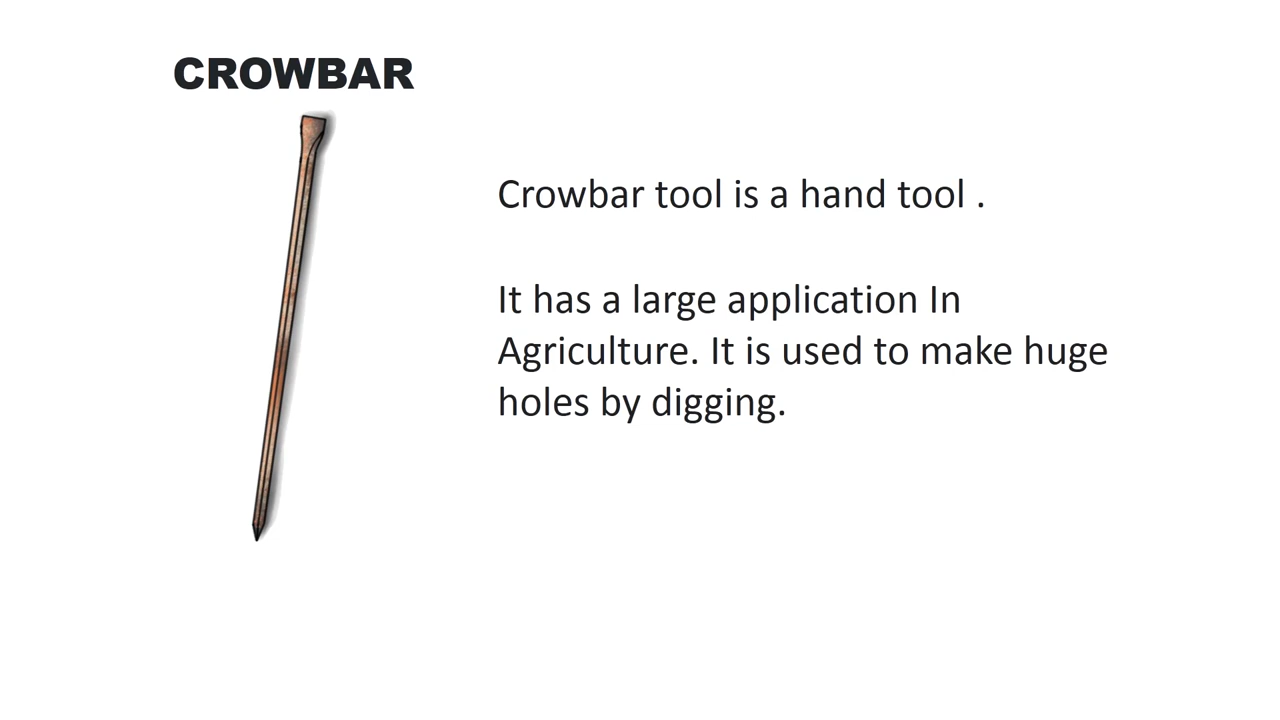 CROWBAR
Crowbar tool is a hand tool .
It has a large application In
Agriculture. It is used to make huge
holes by digging.